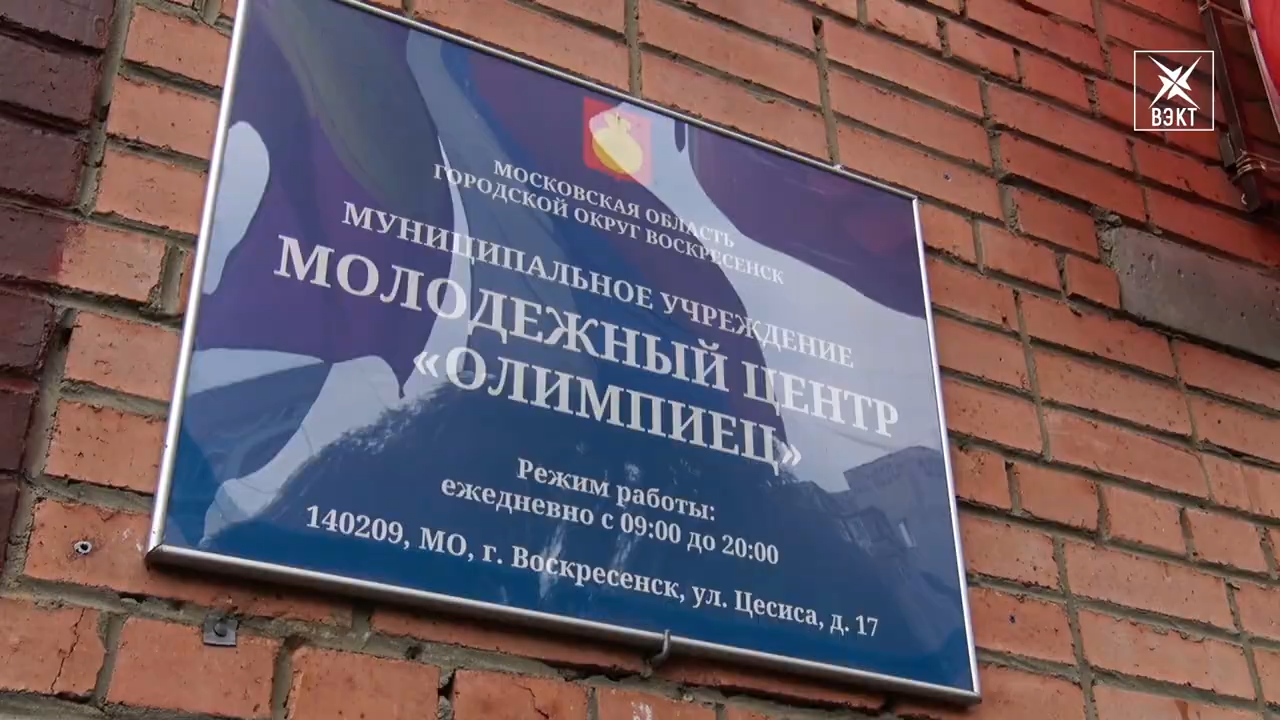 ВЭКТ
МОСКОВСКАЯ ОБЛАСТЬ
ГОРОДСКОЙ ОКРУГ ВОСКРЕСЕНСК
МУНИЦИПАЛЬНОЕ УЧРЕЖДЕНИЕ
МОЛОДЕЖНЫЙ ЦЕНТР
«ОЛИМПИЕЦ»
Режим работы:
ежедневно с 09:00 до 20:00
140209, МО, г. Воскресенск, ул. Цесиса, д. 17